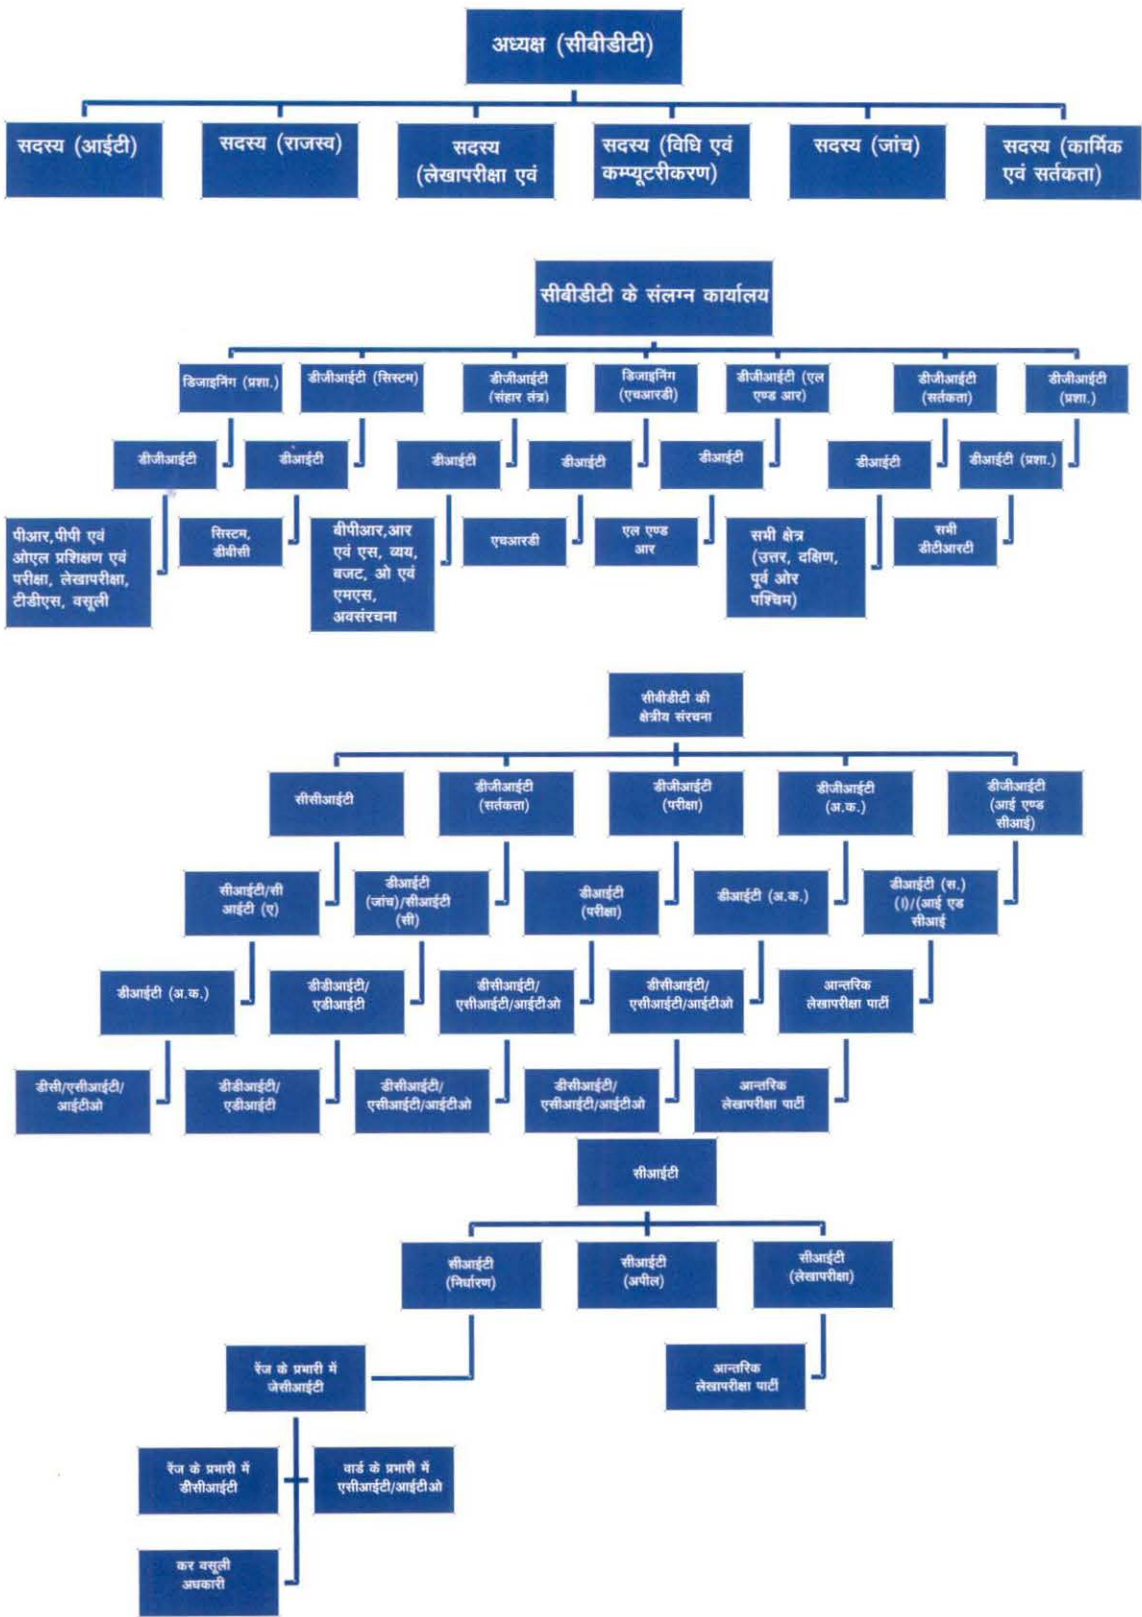 अध्यक्ष (सीबीडीटी)
सदस्य (आईटी)
सदस्य (राजस्व)
सदस्य
(लेखापरीक्षा एवं
सदस्य (विधि एवं
कम्प्यूटरीकरण)
सदस्य (जांच)
सदस्य (कार्मिक
एवं सर्तकता)
सीबीडीटी के संलग्न कार्यालय
डिजाइनिंग (प्रशा.)
डीजीआईटी (सिस्टम)
डीजीआईटी
(संहार तंत्र)
डिजाइनिंग
(एचआरडी)
डीजीआईटी (एल
एण्ड आर)
डीजीआईटी
(सर्तकता)
डीजीआईटी
(प्रशा.)
डीजीआईटी
डीआईटी
डीआईटी
डीआईटी
डीआईटी
डीआईटी
डीआईटी (प्रशा.)
पीआर,पीपी एवं
ओएल प्रशिक्षण एवं
परीक्षा, लेखापरीक्षा,
टीडीएस, वसूली
सिस्टम,
डीबीसी
बीपीआर,आर
एवं एस, व्यय,
बजट, ओ एवं
एमएस,
अवसंरचना
एचआरडी
एल एण्ड
आर
सभी क्षेत्र
(उत्तर, दक्षिण,
पूर्व ओर
पश्चिम)
सभी
डीटीआरटी
सीबीडीटी की
क्षेत्रीय संरचना
सीसीआईटी
डीजीआईटी
(सर्तकता)
डीजीआईटी
(परीक्षा)
डीजीआईटी
(अ.क.)
डीजीआईटी
(आई एण्ड
सीआई)
सीआईटी/सी
आईटी (ए)
डीआईटी
(जांच)/सीआईटी
(सी)
डीआईटी
(परीक्षा)
डीआईटी (अ.क.)
डीआईटी (स.)
(I)/(आई एड
सीआई
डीआईटी (अ.क.)
डीडीआईटी/
एडीआईटी
डीसीआईटी/
एसीआईटी/आईटीओ
डीसीआईटी/
एसीआईटी/आईटीओ
आन्तरिक
लेखापरीक्षा पार्टी
डीसी/एसीआईटी/
आईटीओ
डीडीआईटी/
एडीआईटी
डीसीआईटी/
एसीआईटी/आईटीओ
डीसीआईटी/
एसीआईटी/आईटीओ
आन्तरिक
लेखापरीक्षा पार्टी
सीआईटी
सीआईटी
(निर्धारण)
सीआईटी
(अपील)
सीआईटी
(लेखापरीक्षा)
रेंज के प्रभारी में
जेसीआईटी
आन्तरिक
लेखापरीक्षा पार्टी
रेंज के प्रभारी में
डीसीआईटी
वार्ड के प्रभारी में
एसीआईटी/आईटीओ
कर वसूली
अधकारी